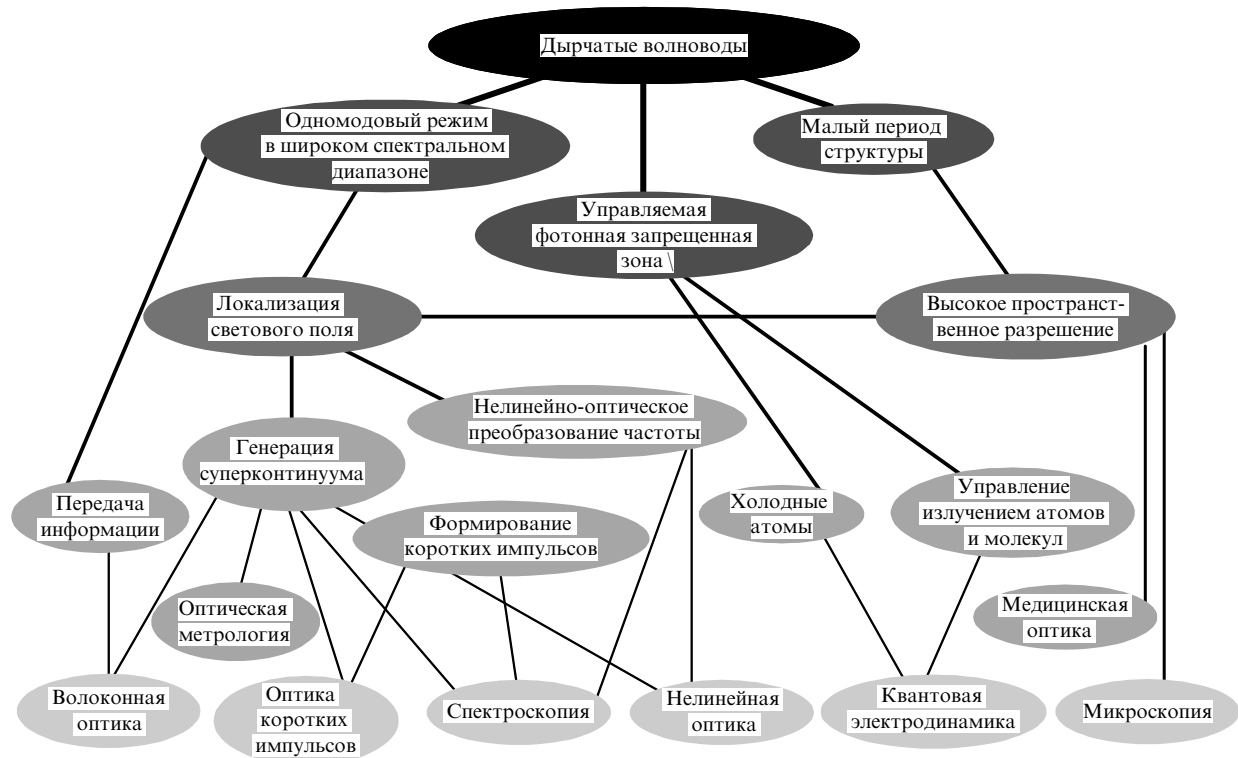 Дырчатые волноводы
Одномодовый режим
в широком спектральном
диапазоне
Малый период
структуры
Управляемая
фотонная запрещенная
зона \
Локализация
светового поля
Высокое пространст-
венное разрешение
Нелинейно-оптическое
преобразование частоты
Генерация
суперконтинуума
Передача
информации
Формирование
коротких импульсов
Холодные
атомы
Управление
излучением атомов
и молекул
Оптическая
метрология
Медицинская
оптика
Волоконная
оптика
Оптика
коротких
импульсов
Спектроскопия
Нелинейная
оптика
Квантовая
электродинамика
Микроскопия